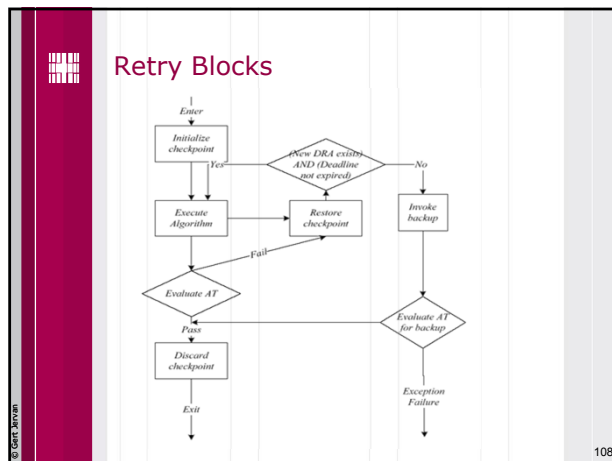 Retry Blocks
Enter
Initialize
checkpoint
(New DRA exists)
AND (Deadline
not expired)
Yes
No
Execute
Algorithm
Restore
checkpoint
Invoke
backup
Fail
Evaluate AT
Evaluate AT
for backup
Pass
Discard
checkpoint
Exit
Exception
Failure
© Gert Jervan
108